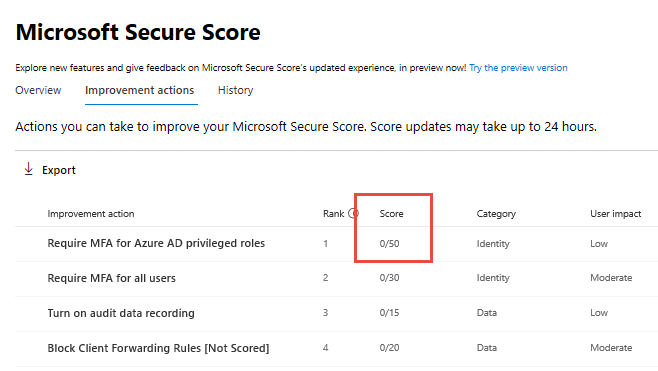 Microsoft Secure Score
Explore new features and give feedback on Microsoft Secure Score's updated experience, in preview now! Try the preview version
Overview Improvement actions History
Actions you can take to improve your Microsoft Secure Score. Score updates may take up to 24 hours.
Export
Improvement action Rank Score Category User impact
Require MFA for Azure AD privileged roles 1 0/50 Identity Low
Require MFA for all users 2 0/30 Identity Moderate
Turn on audit data recording 3 0/15 Data Low
Block Client Forwarding Rules [Not Scored] 4 0/20 Data Moderate